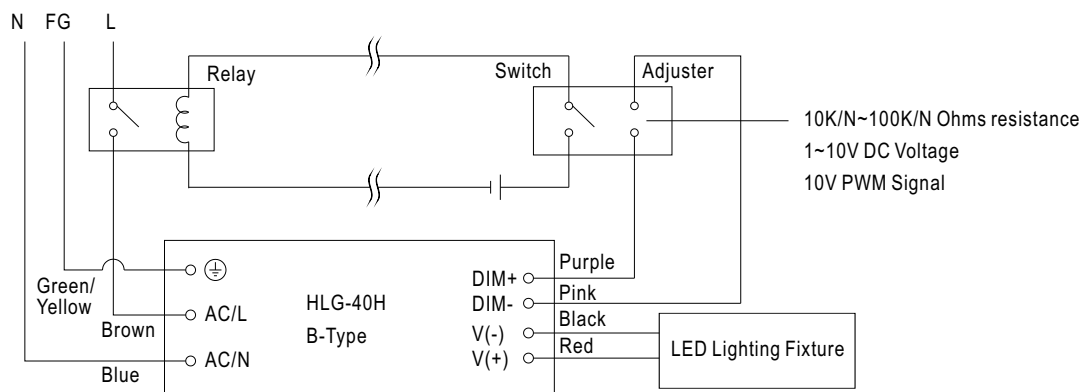 N FG L
Relay
Switch
Adjuster
10K/N~100K/N Ohms resistance
1~10V DC Voltage
10V PWM Signal
Green/
Yellow
Brown
Blue
AC/L
AC/N
HLG-40H
B-Type
DIM+
DIM-
V(-)
V(+)
Purple
Pink
Black
Red
LED Lighting Fixture